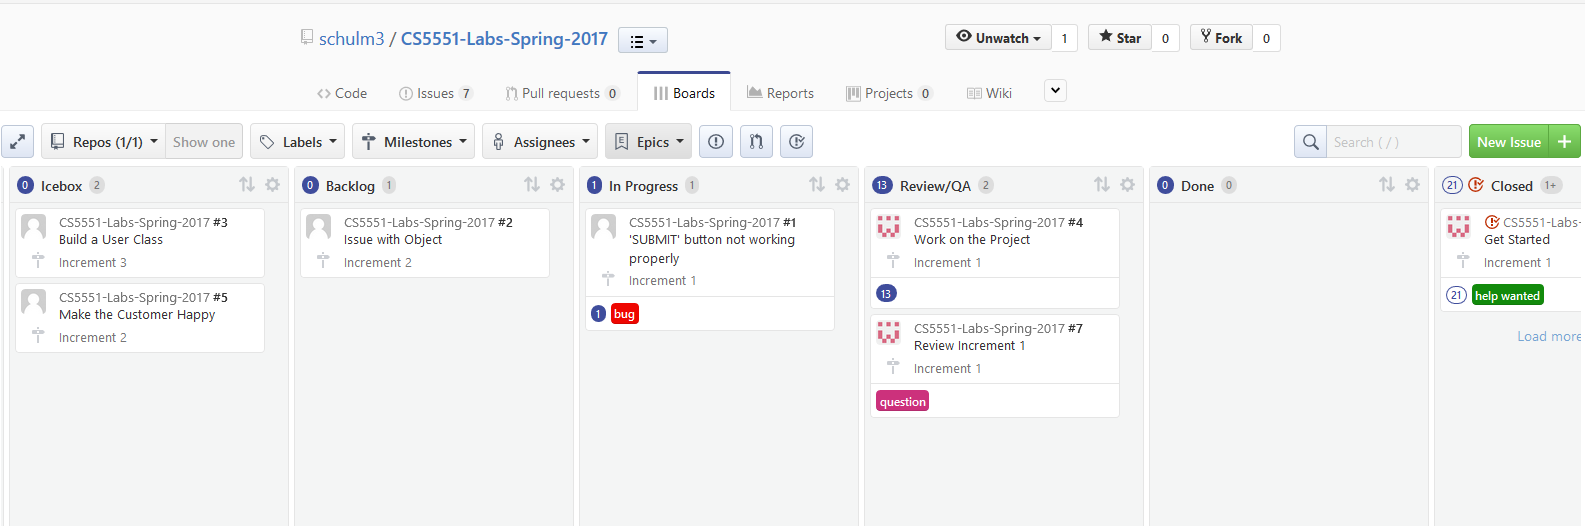 schulm3 / CS5551-Labs-Spring-2017
Unwatch 1 Star 0 Fork 0
Code Issues 7 Pull requests 0 Boards Reports Projects 0 Wiki
Repos (1/1) Show one Labels Milestones Assignees Epics Search ( / ) New Issue +
0 Icebox 2
CS5551-Labs-Spring-2017 #3
Build a User Class
Increment 3
CS5551-Labs-Spring-2017 #5
Make the Customer Happy
Increment 2
0 Backlog 1
CS5551-Labs-Spring-2017 #2
Issue with Object
Increment 2
1 In Progress 1
CS5551-Labs-Spring-2017 #1
'SUBMIT' button not working
properly
Increment 1
1 bug
13 Review/QA 2
CS5551-Labs-Spring-2017 #4
Work on the Project
Increment 1
13
CS5551-Labs-Spring-2017 #7
Review Increment 1
Increment 1
question
0 Done 0
21 Closed 1+
CS5551-Labs-
Get Started
Increment 1
21 help wanted
Load more